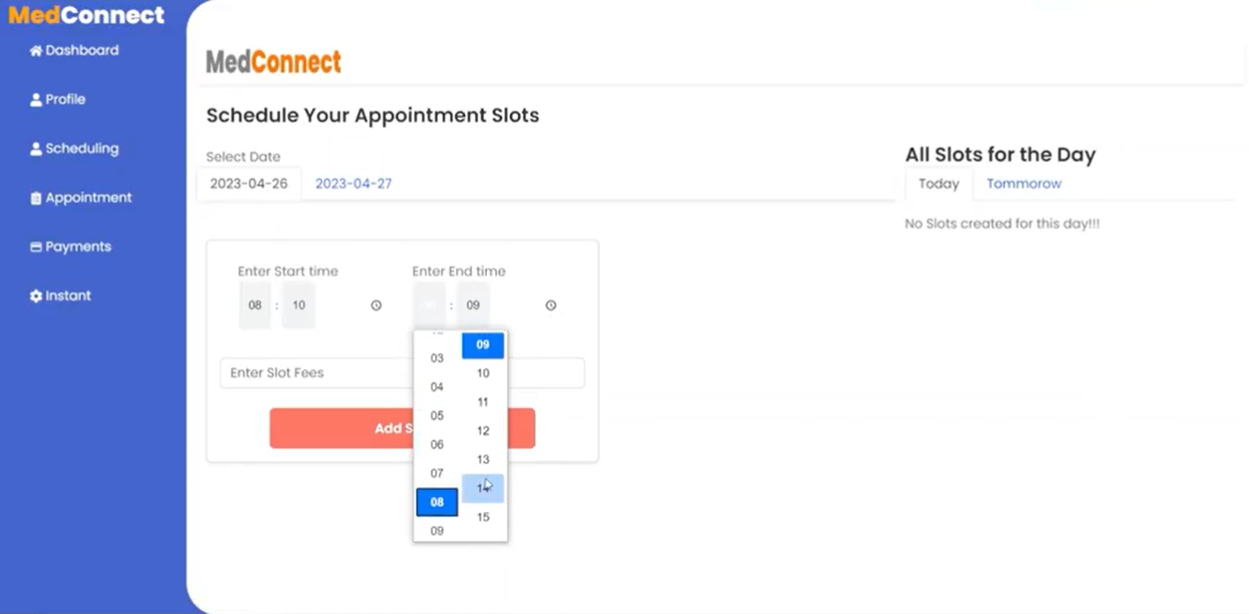 MedConnect
Dashboard
Profile
Scheduling
Appointment
Payments
Instant
MedConnect
Schedule Your Appointment Slots
Select Date
2023-04-26 2023-04-27
Enter Start time Enter End time
08 : 10 : 09
Enter Slot Fees
Add S
03 09
04 10
05 11
06 12
07 13
08 14
09 15
All Slots for the Day
Today Tommorow
No Slots created for this day!!!